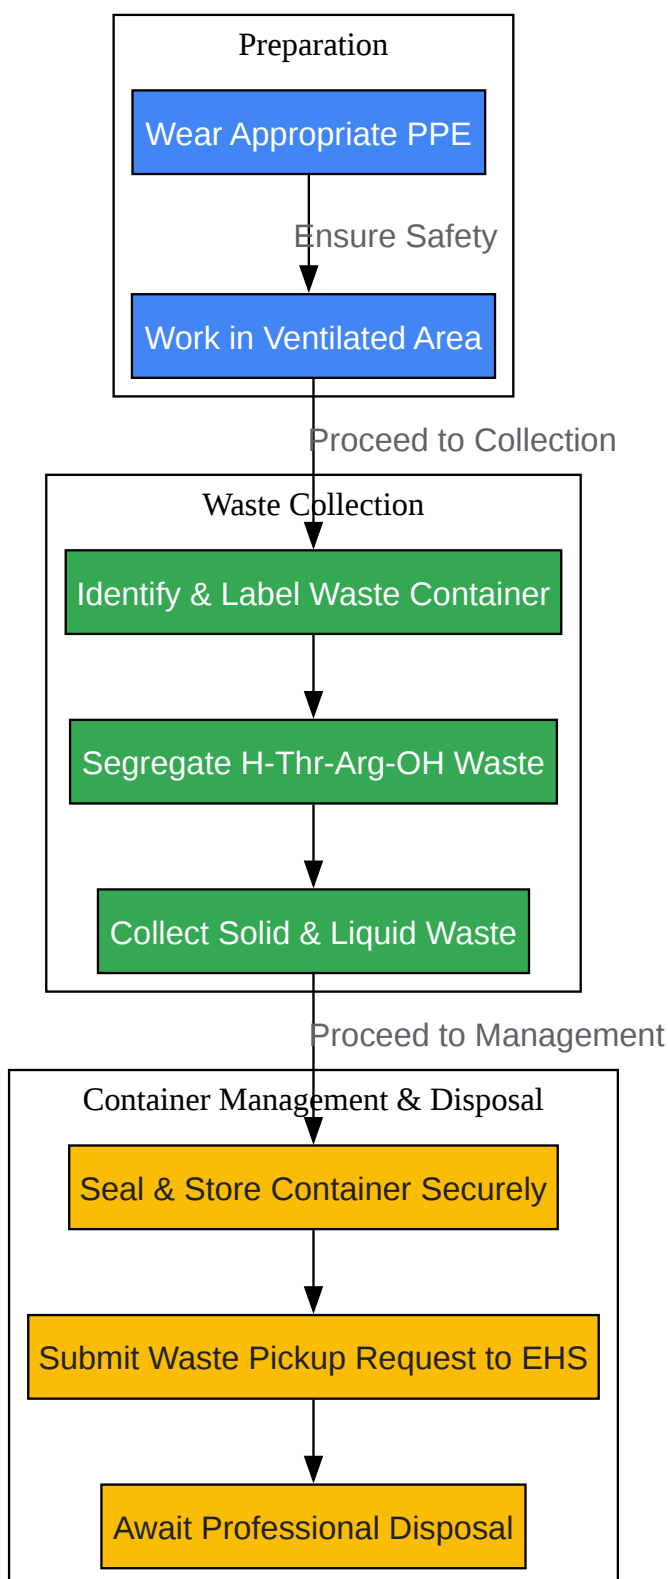 Preparation
Wear Appropriate PPE
Ensure Safety
Work in Ventilated Area
Proceed to Collection
Waste Collection
Identify & Label Waste Container
Segregate H-Thr-Arg-OH Waste
Collect Solid & Liquid Waste
Proceed to Management
Container Management & Disposal
Seal & Store Container Securely
Submit Waste Pickup Request to EHS
Await Professional Disposal